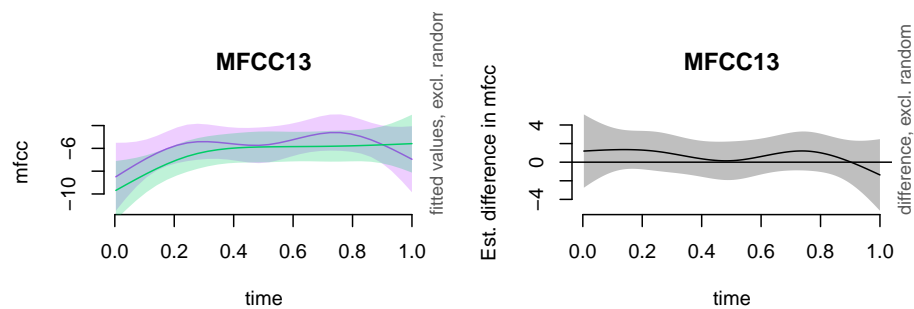 MFCC13
mfcc
−6
−10
0.0 0.2 0.4 0.6 0.8 1.0
time
fitted values, excl. random
MFCC13
Est. difference in mfcc
4
0
−4
0.0 0.2 0.4 0.6 0.8 1.0
time
difference, excl. random